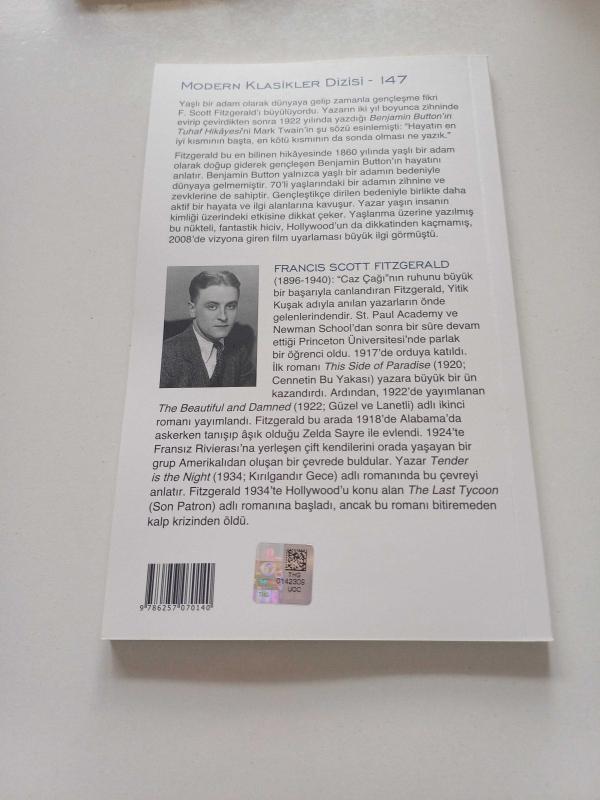 MODERN KLASİKLER DİZİSİ - 147
Yaşlı bir adam olarak dünyaya gelip zamanla gençleşme fikri
F. Scott Fitzgerald’ı büyülüyordu. Yazarın iki yıl boyunca zihninde
evirip çevirdikten sonra 1922 yılında yazdığı Benjamin Button’ın
Tuhaf Hikâyesi’ni Mark Twain’in şu sözü esinlemişti: “Hayatın en
iyi kısmının başta, en kötü kısmının da sonda olması ne yazık.”
Fitzgerald bu en bilinen hikâyesinde 1860 yılında yaşlı bir adam
olarak doğup giderek gençleşen Benjamin Button’ın hayatını
anlatır. Benjamin Button yalnızca yaşlı bir adamın bedeniyle
dünyaya gelmemiştir. 70’li yaşlarındaki bir adamın zihnine ve
zevklerine de sahiptir. Gençleştikçe dirilen bedeniyle birlikte daha
aktif bir hayata ve ilgi alanlarına kavuşur. Yazar yaşın insanın
kimliği üzerindeki etkisine dikkat çeker. Yaşlanma üzerine yazılmış
bu nükteli, fantastik hiciv, Hollywood’un da dikkatinden kaçmamış,
2008’de vizyona giren film uyarlaması büyük ilgi görmüştü.
FRANCIS SCOTT FITZGERALD
(1896-1940): “Caz Çağı”nın ruhunu büyük
bir başarıyla canlandıran Fitzgerald, Yitik
Kuşak adıyla anılan yazarların önde
gelenlerindendir. St. Paul Academy ve
Newman School’dan sonra bir süre devam
ettiği Princeton Üniversitesi’nde parlak
bir öğrenci oldu. 1917’de orduya katıldı.
İlk romanı This Side of Paradise (1920;
Cennetin Bu Yakası) yazara büyük bir ün
kazandırdı. Ardından, 1922’de yayımlanan
The Beautiful and Damned (1922; Güzel ve Lanetli) adlı ikinci
romanı yayımlandı. Fitzgerald bu arada 1918’de Alabama’da
askerken tanışıp âşık olduğu Zelda Sayre ile evlendi. 1924’te
Fransız Rivierası’na yerleşen çift kendilerini orada yaşayan bir
grup Amerikalıdan oluşan bir çevrede buldular. Yazar Tender
is the Night (1934; Kırılgandır Gece) adlı romanında bu çevreyi
anlatır. Fitzgerald 1934’te Hollywood’u konu alan The Last Tycoon
(Son Patron) adlı romanına başladı, ancak bu romanı bitiremeden
kalp krizinden öldü.
THG
0142309
UOC
9 786257 070140